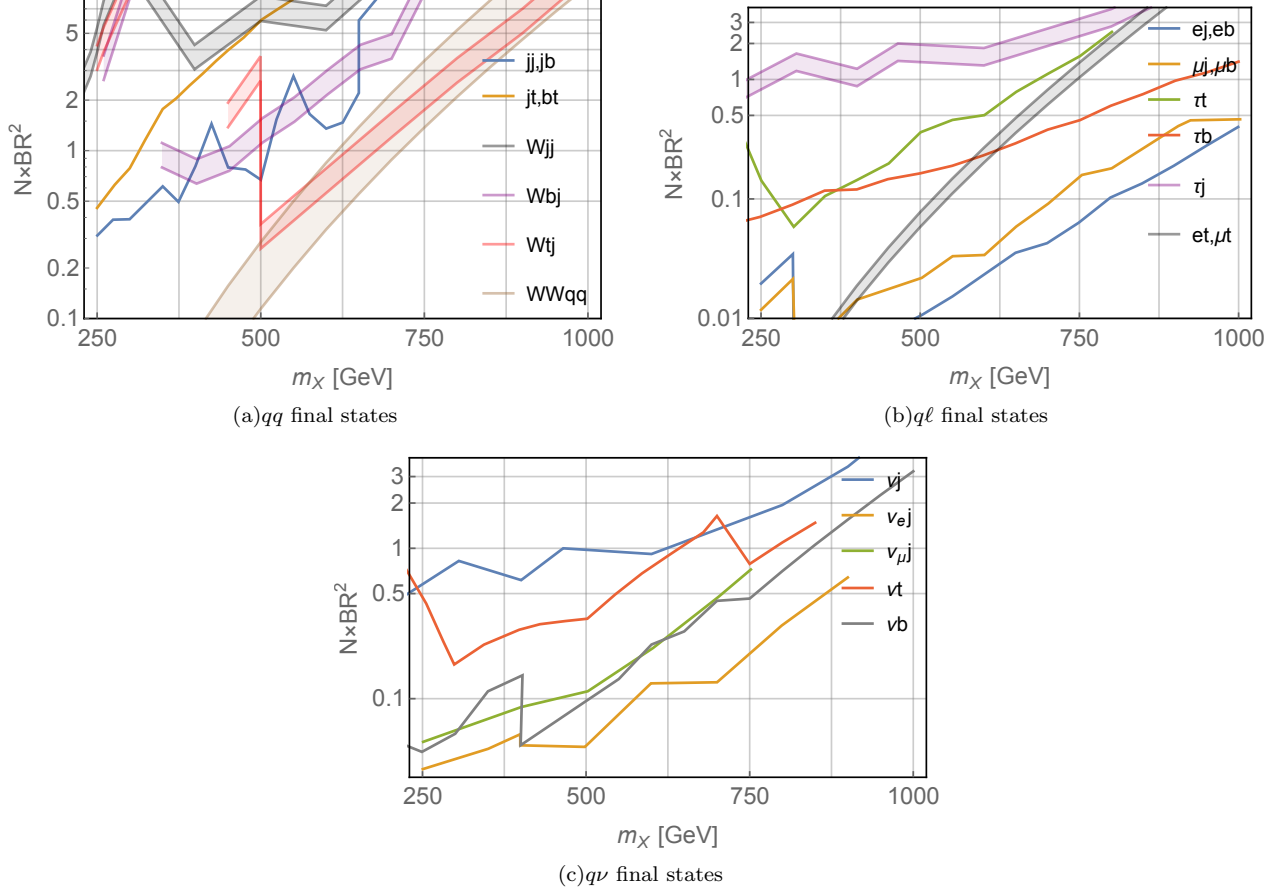 N×BR²
5
2
1
0.5
0.2
0.1
250
500
750
1000
m_X [GeV]
jj,jb
jt,bt
Wjj
Wbj
Wtj
WWqq
(a)qq final states
N×BR²
3
2
1
0.5
0.1
0.01
250
500
750
1000
m_X [GeV]
ej,eb
μj,μb
τt
τb
τj
et,μt
(b)qℓ final states
N×BR²
3
2
1
0.5
0.1
250
500
750
1000
m_X [GeV]
νj
ν_e j
ν_μ j
νt
νb
(c)qν final states